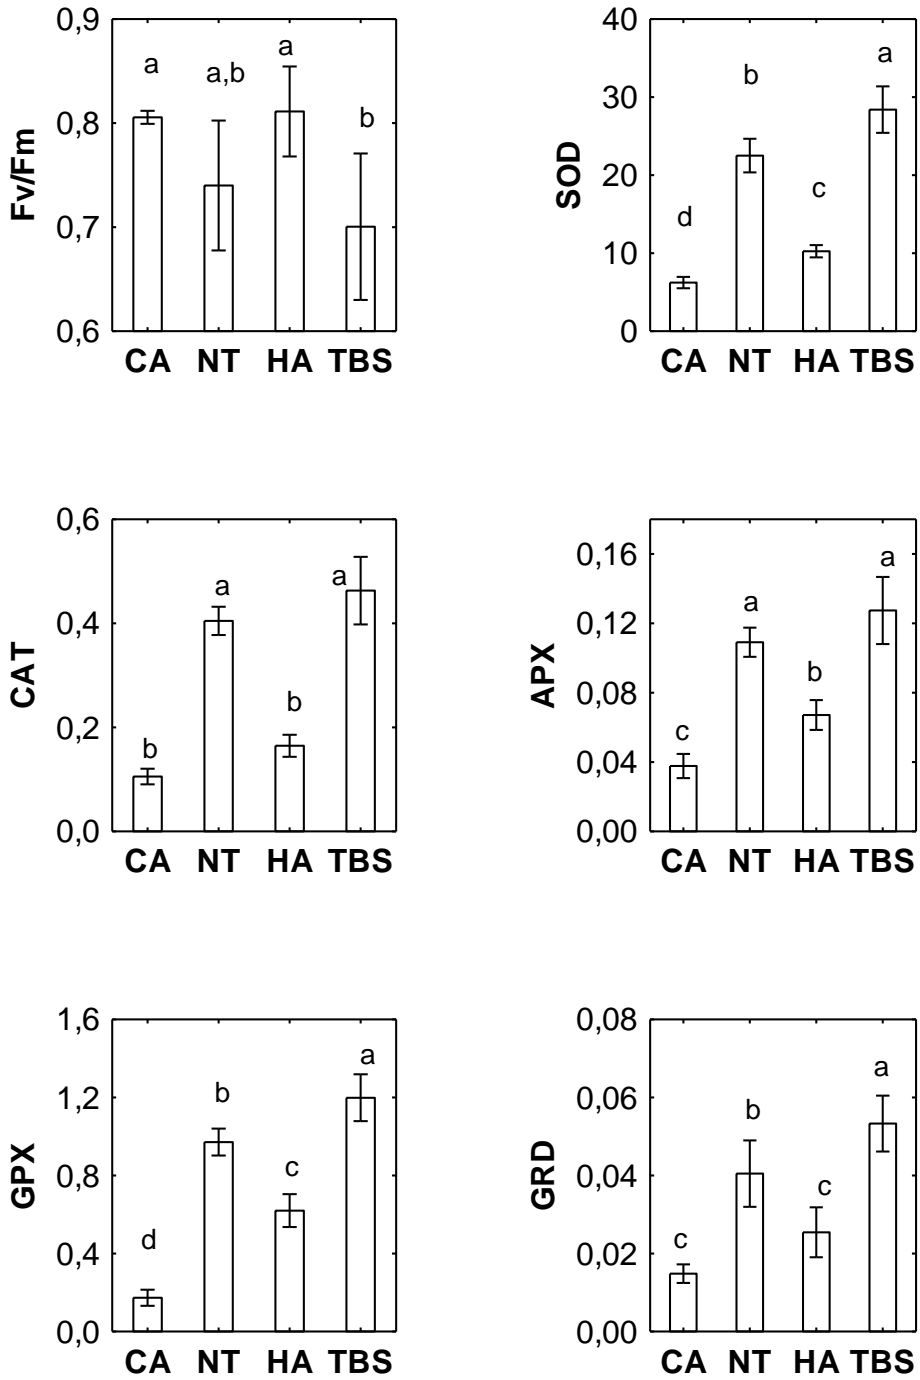 Fv/Fm
0,9
0,8
0,7
0,6
a
a,b
a
b
CA NT HA TBS
SOD
40
30
20
10
0
d
b
c
a
CA NT HA TBS
CAT
0,6
0,4
0,2
0,0
b
a
b
a
CA NT HA TBS
APX
0,16
0,12
0,08
0,04
0,00
c
a
b
a
CA NT HA TBS
GPX
1,6
1,2
0,8
0,4
0,0
d
b
c
a
CA NT HA TBS
GRD
0,08
0,06
0,04
0,02
0,00
c
b
c
a
CA NT HA TBS